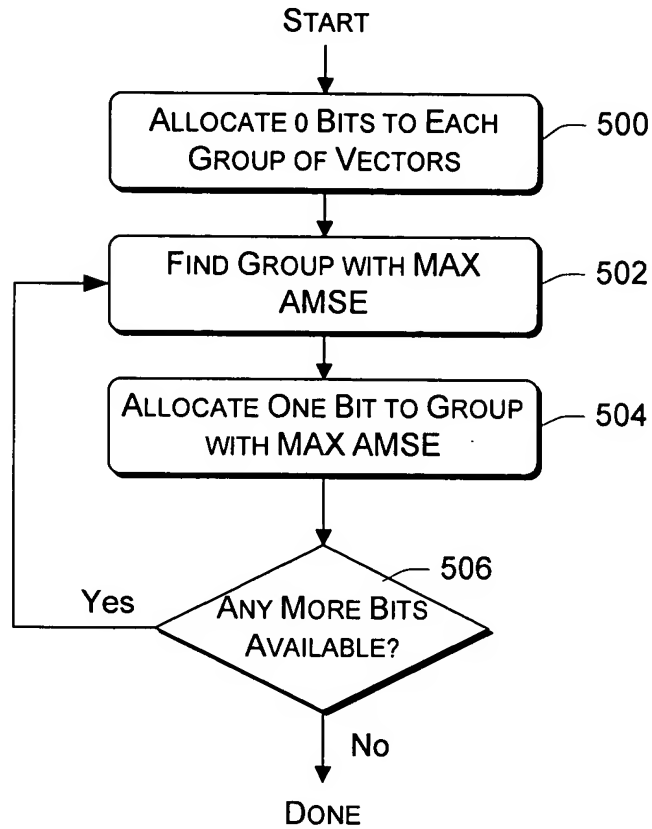 START
ALLOCATE 0 BITS TO EACH
GROUP OF VECTORS
500
FIND GROUP WITH MAX
AMSE
502
ALLOCATE ONE BIT TO GROUP
WITH MAX AMSE
504
506
Yes
ANY MORE BITS
AVAILABLE?
No
DONE